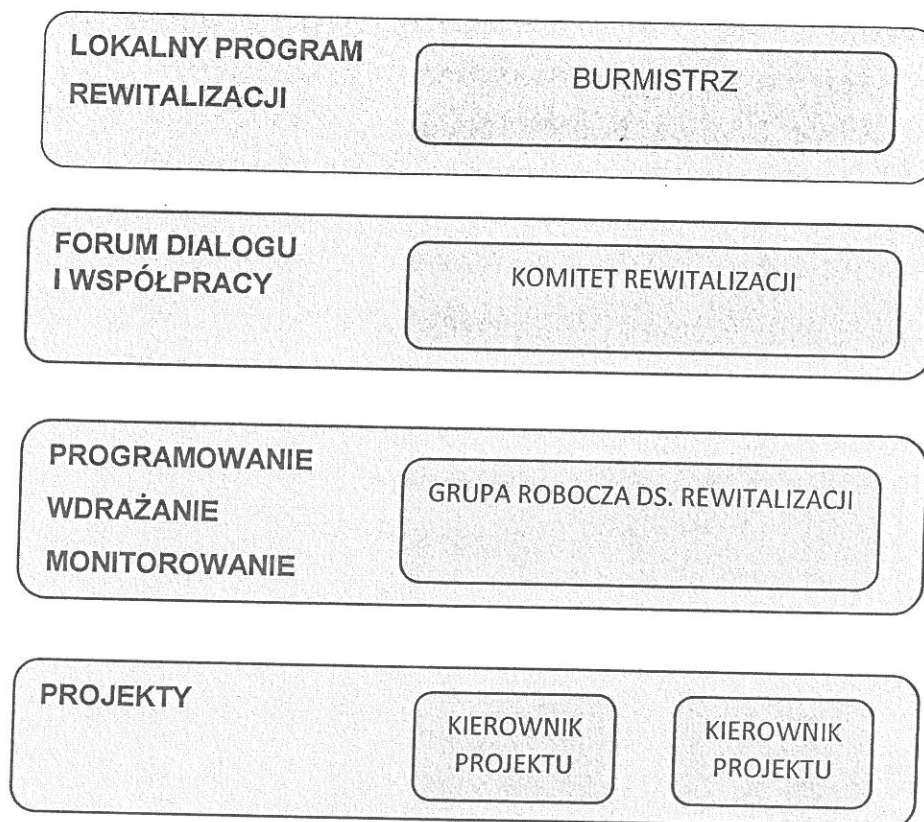 LOKALNY PROGRAM
REWITALIZACJI
BURMISTRZ
FORUM DIALOGU
I WSPÓŁPRACY
KOMITET REWITALIZACJI
PROGRAMOWANIE
WDRAŻANIE
MONITOROWANIE
GRUPA ROBOCZA DS. REWITALIZACJI
PROJEKTY
KIEROWNIK
PROJEKTU
KIEROWNIK
PROJEKTU